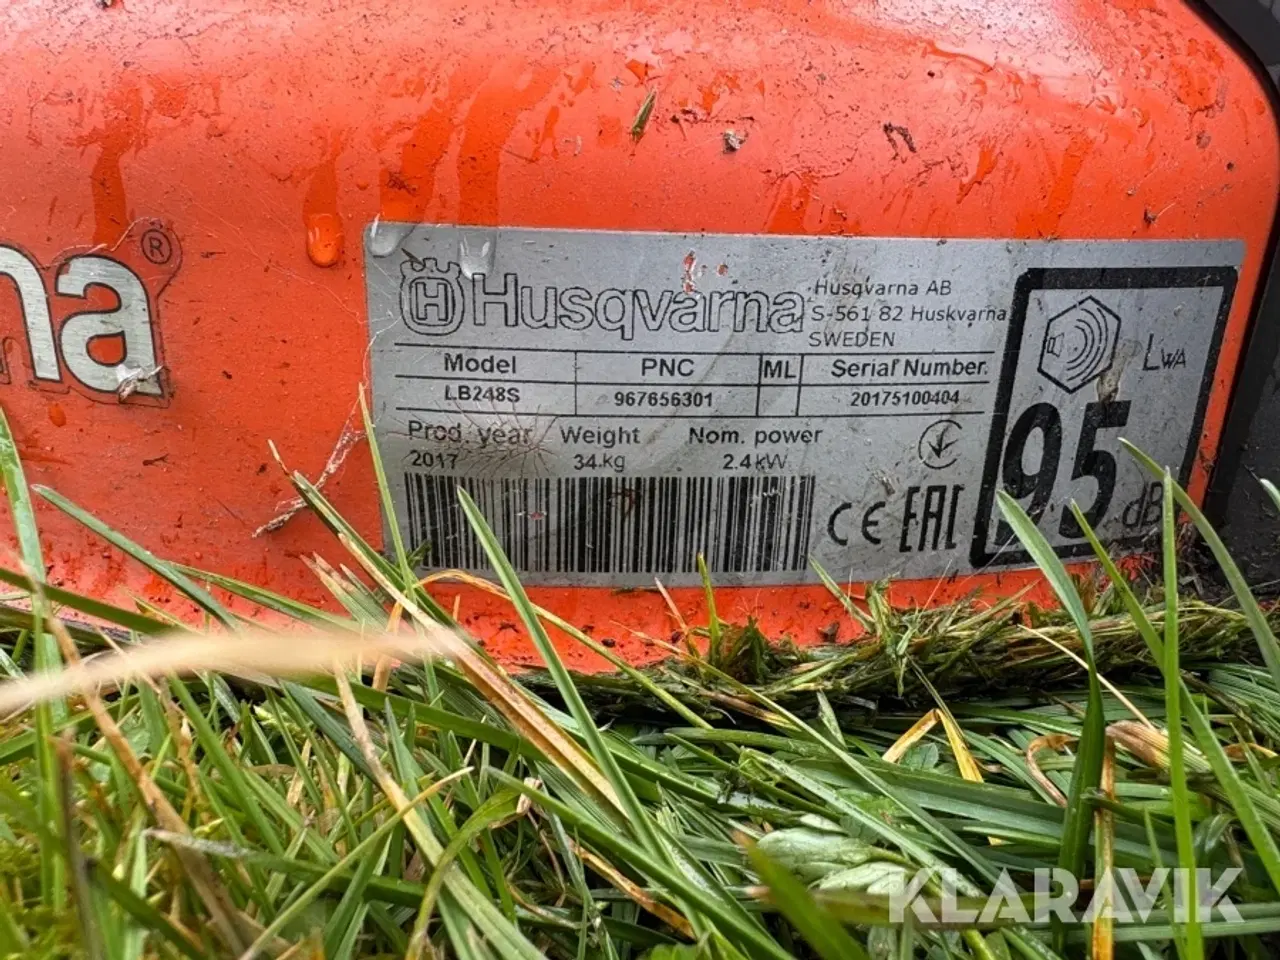 na®
Husqvarna
Husqvarna AB
S-561 82 Huskvarna
SWEDEN
Model PNC ML Serial Number.
LB248S 967656301 20175100404
Prod. year Weight Nom. power
2017 34 kg 2.4 kW
CE EAC
LWA
95
dB
KLARAVIK